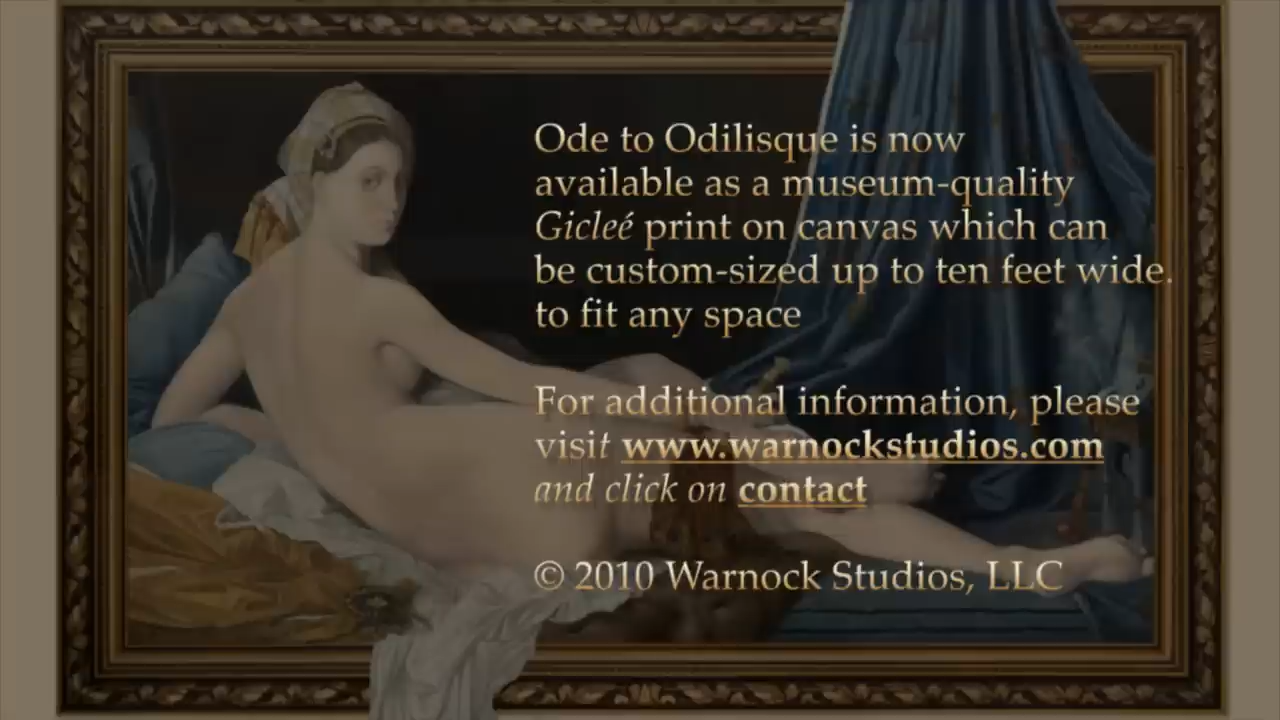 Ode to Odilisque is now
available as a museum-quality
Gicleé print on canvas which can
be custom-sized up to ten feet wide.
to fit any space
For additional information, please
visit www.warnockstudios.com
and click on contact
© 2010 Warnock Studios, LLC